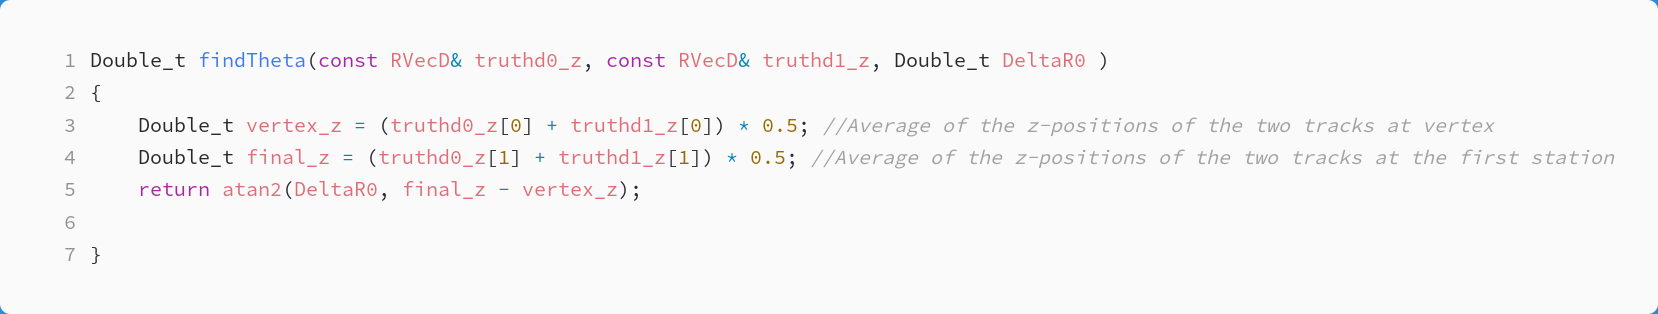 1 Double_t findTheta(const RVecD& truthd0_z, const RVecD& truthd1_z, Double_t DeltaR0 )
2 {
3     Double_t vertex_z = (truthd0_z[0] + truthd1_z[0]) * 0.5; //Average of the z-positions of the two tracks at vertex
4     Double_t final_z = (truthd0_z[1] + truthd1_z[1]) * 0.5; //Average of the z-positions of the two tracks at the first station
5     return atan2(DeltaR0, final_z - vertex_z);
6
7 }